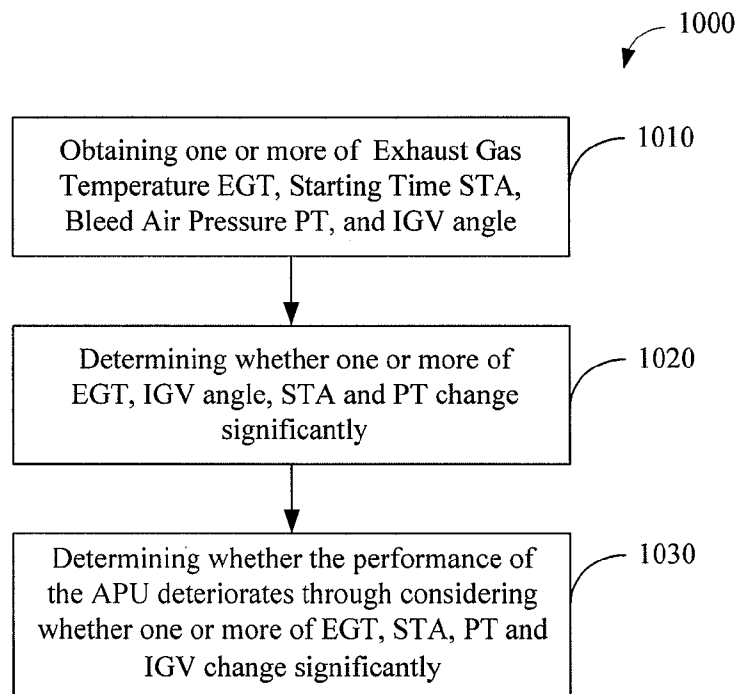 1000
Obtaining one or more of Exhaust Gas
Temperature EGT, Starting Time STA,
Bleed Air Pressure PT, and IGV angle
1010
Determining whether one or more of
EGT, IGV angle, STA and PT change
significantly
1020
Determining whether the performance of
the APU deteriorates through considering
whether one or more of EGT, STA, PT and
IGV change significantly
1030